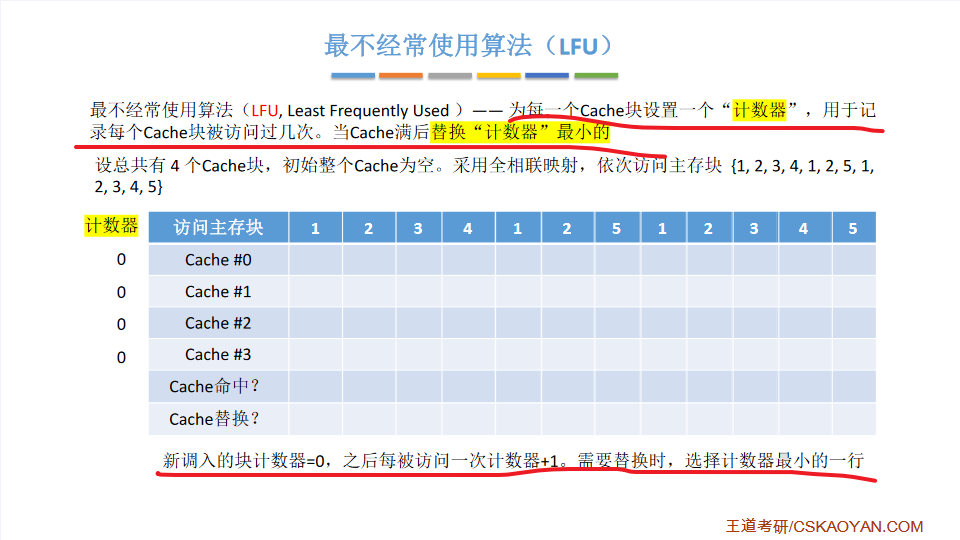 最不经常使用算法（LFU）
最不经常使用算法（LFU, Least Frequently Used ）—— 为每一个Cache块设置一个“计数器”，用于记
录每个Cache块被访问过几次。当Cache满后替换“计数器”最小的
设总共有 4 个Cache块，初始整个Cache为空。采用全相联映射，依次访问主存块 {1, 2, 3, 4, 1, 2, 5, 1,
2, 3, 4, 5}
计数器 访问主存块 1 2 3 4 1 2 5 1 2 3 4 5
0 Cache #0
0 Cache #1
0 Cache #2
0 Cache #3
Cache命中？
Cache替换？
新调入的块计数器=0，之后每被访问一次计数器+1。需要替换时，选择计数器最小的一行
王道考研/CSKAOYAN.COM